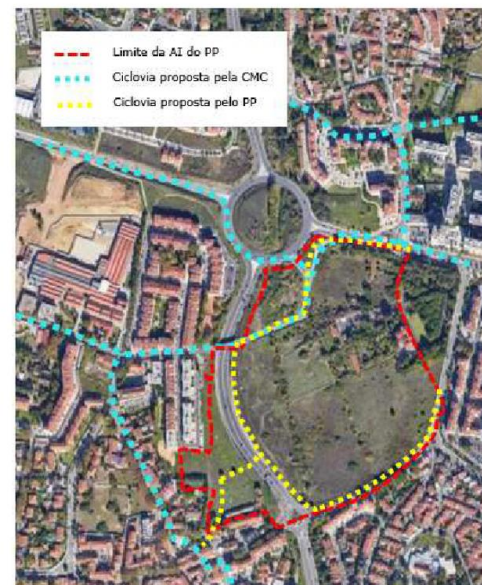 Limite da AI do PP
Ciclovia proposta pela CMC
Ciclovia proposta pelo PP